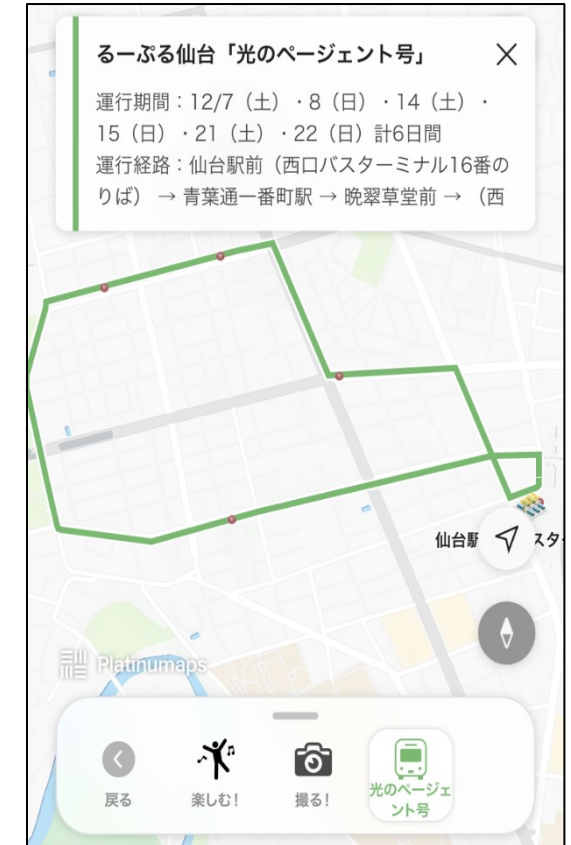 るーぷる仙台「光のページェント号」
運行期間：12/7（土）・8（日）・14（土）・
15（日）・21（土）・22（日）計6日間
運行経路：仙台駅前（西口バスターミナル16番の
りば） → 青葉通一番町駅 → 晩翠草堂前 → （西
仙台駅
スタ
Platinumaps
戻る
楽しむ！
撮る！
光のページェ
ント号